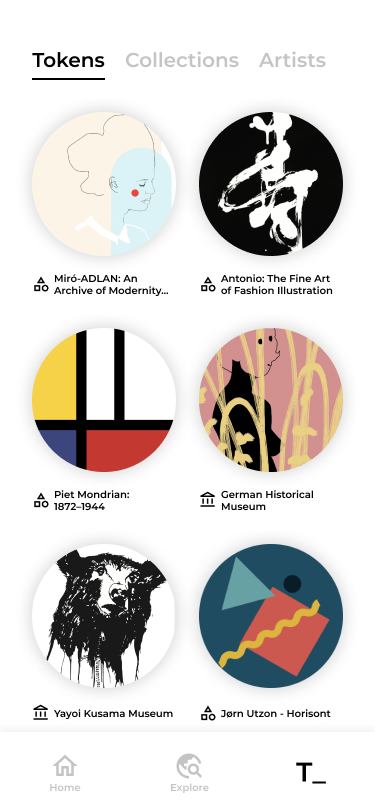 Tokens Collections Artists
Miró-ADLAN: An
Archive of Modernity...
Antonio: The Fine Art
of Fashion Illustration
Piet Mondrian:
1872–1944
German Historical
Museum
Yayoi Kusama Museum
Jørn Utzon - Horisont
Home
Explore
T_